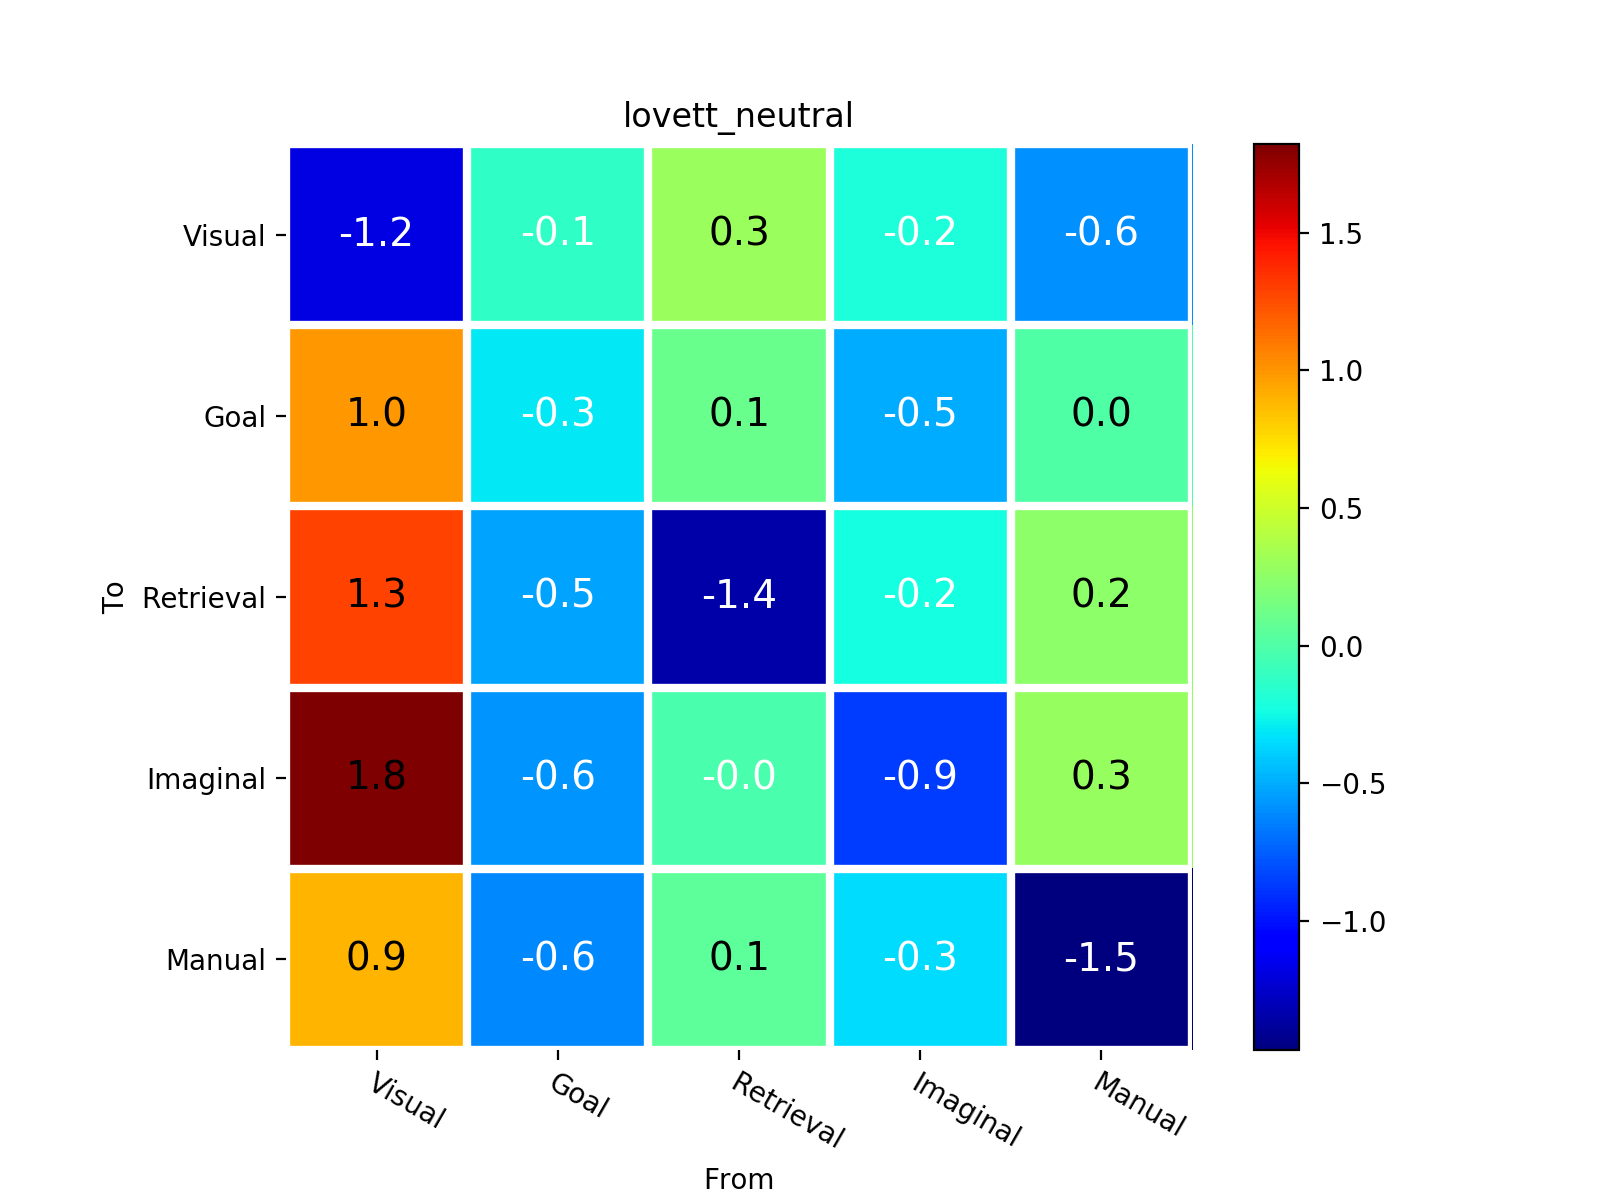 lovett_neutral
Visual -1.2 -0.1 0.3 -0.2 -0.6
Goal 1.0 -0.3 0.1 -0.5 0.0
Retrieval 1.3 -0.5 -1.4 -0.2 0.2
Imaginal 1.8 -0.6 -0.0 -0.9 0.3
Manual 0.9 -0.6 0.1 -0.3 -1.5
To
Visual Goal Retrieval Imaginal Manual
From
1.5
1.0
0.5
0.0
−0.5
−1.0